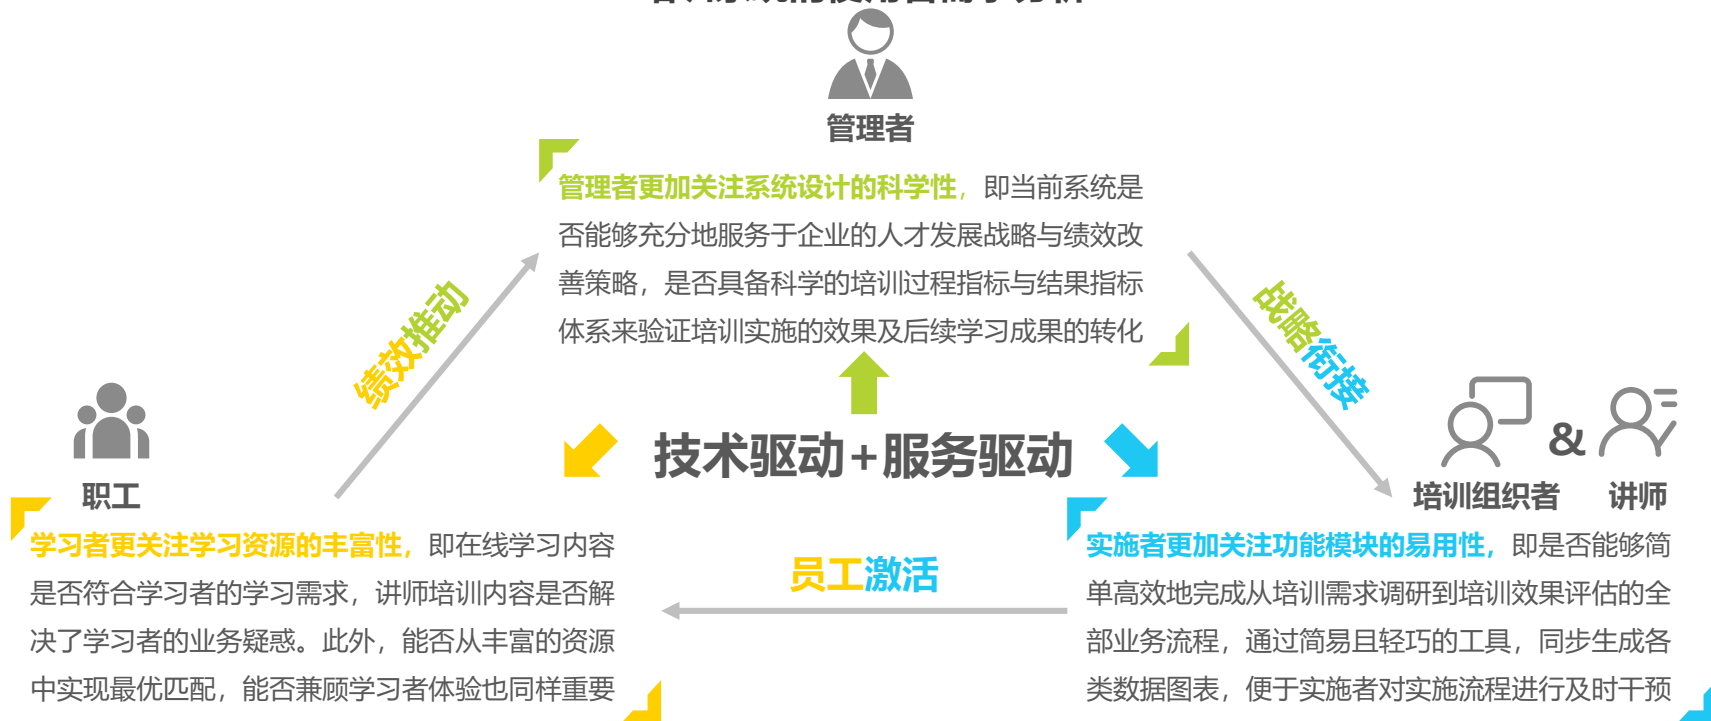 管理者
管理者更加关注系统设计的科学性，即当前系统是
否能够充分地服务于企业的人才发展战略与绩效改
善策略，是否具备科学的培训过程指标与结果指标
体系来验证培训实施的效果及后续学习成果的转化
绩效推动
战略衔接
技术驱动+服务驱动
职工
学习者更关注学习资源的丰富性，即在线学习内容
是否符合学习者的学习需求，讲师培训内容是否解
决了学习者的业务疑惑。此外，能否从丰富的资源
中实现最优匹配，能否兼顾学习者体验也同样重要
员工激活
&
培训组织者 讲师
实施者更加关注功能模块的易用性，即是否能够简
单高效地完成从培训需求调研到培训效果评估的全
部业务流程，通过简易且轻巧的工具，同步生成各
类数据图表，便于实施者对实施流程进行及时干预